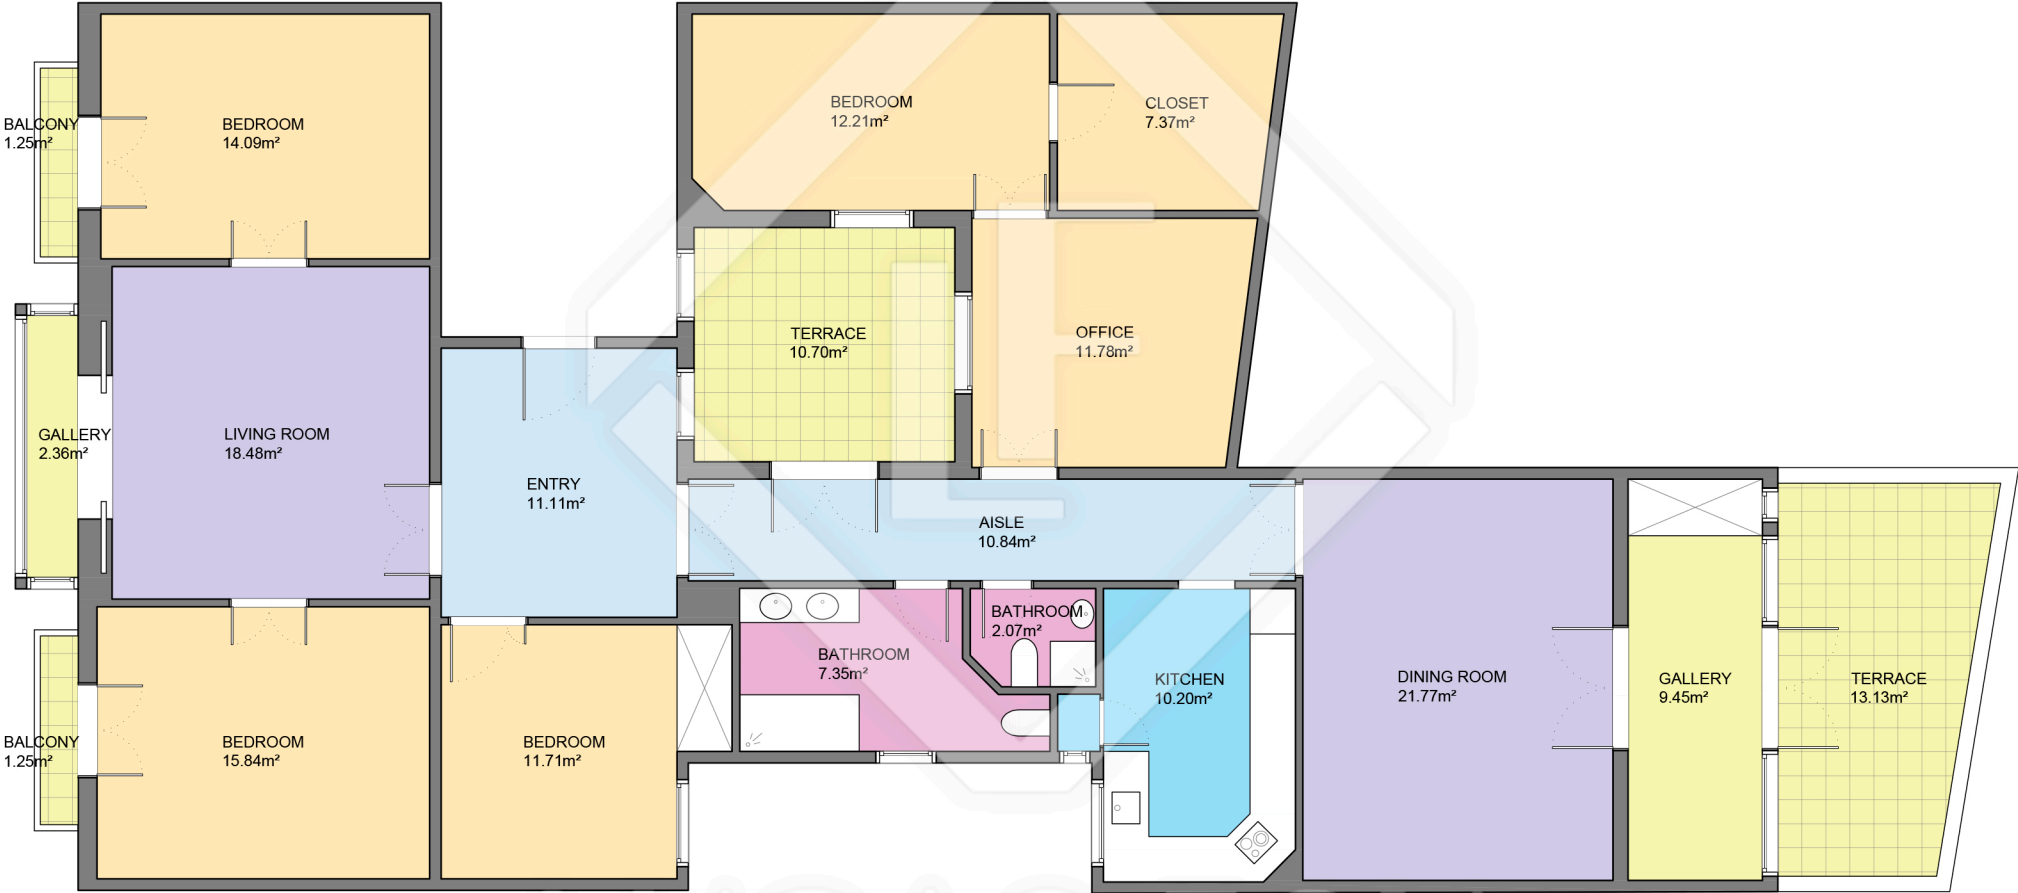 BALCONY
1.25m²
BEDROOM
14.09m²
BEDROOM
12.21m²
CLOSET
7.37m²
GALLERY
2.36m²
LIVING ROOM
18.48m²
ENTRY
11.11m²
TERRACE
10.70m²
OFFICE
11.78m²
AISLE
10.84m²
BALCONY
1.25m²
BEDROOM
15.84m²
BEDROOM
11.71m²
BATHROOM
7.35m²
BATHROOM
2.07m²
KITCHEN
10.20m²
DINING ROOM
21.77m²
GALLERY
9.45m²
TERRACE
13.13m²